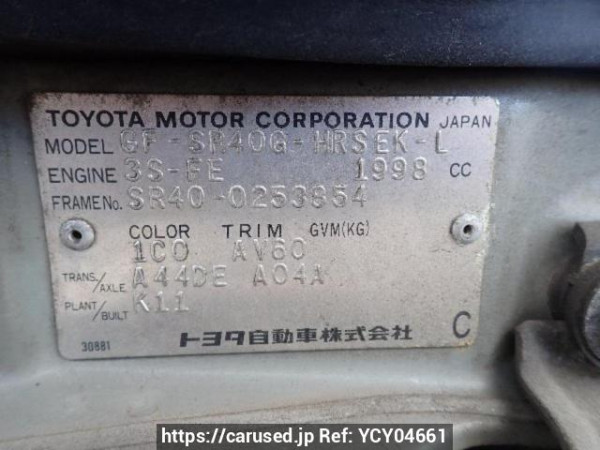 TOYOTA MOTOR CORPORATION JAPAN
MODEL GF-SR40G-HRSEK-L
ENGINE 3S-FE 1998 CC
FRAME No. SR40-0253854
COLOR TRIM GVM(KG)
1C0 AV60
TRANS./AXLE A44DE A04A
PLANT/BUILT K11
30881 トヨタ自動車株式会社 C
https://carused.jp Ref: YCY04661